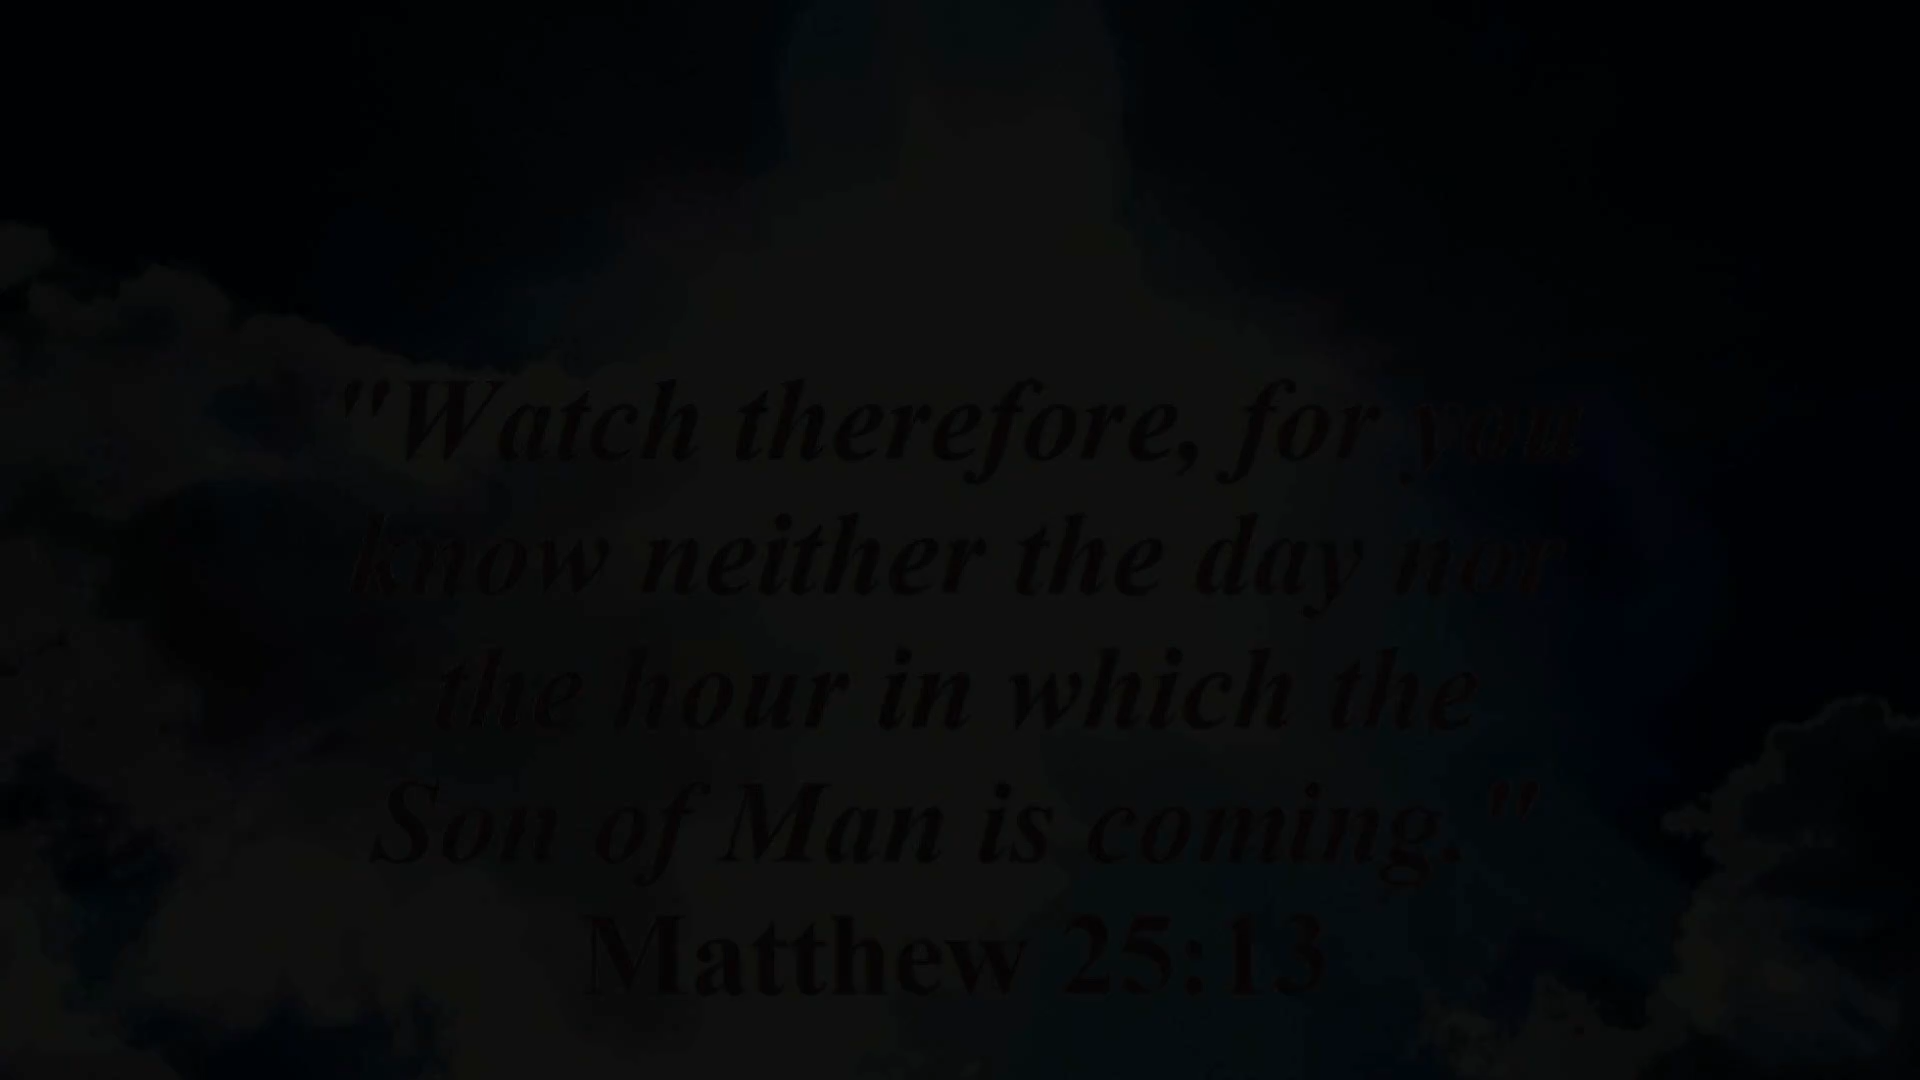 "Watch therefore, for you
know neither the day nor
the hour in which the
Son of Man is coming."
Matthew 25:13